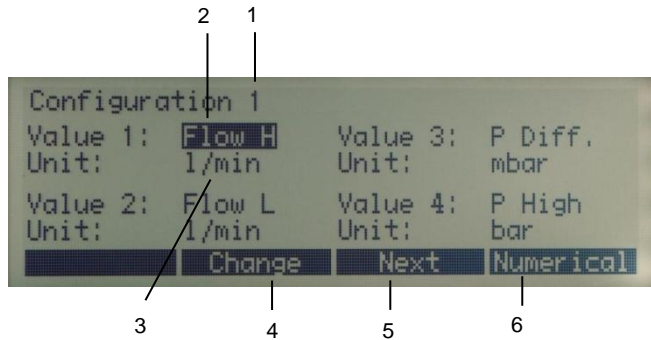 2 1
Configuration 1
Value 1: Flow H Value 3: P Diff.
Unit: l/min Unit: mbar
Value 2: Flow L Value 4: P High
Unit: l/min Unit: bar
Change Next Numerical
3 4 5 6